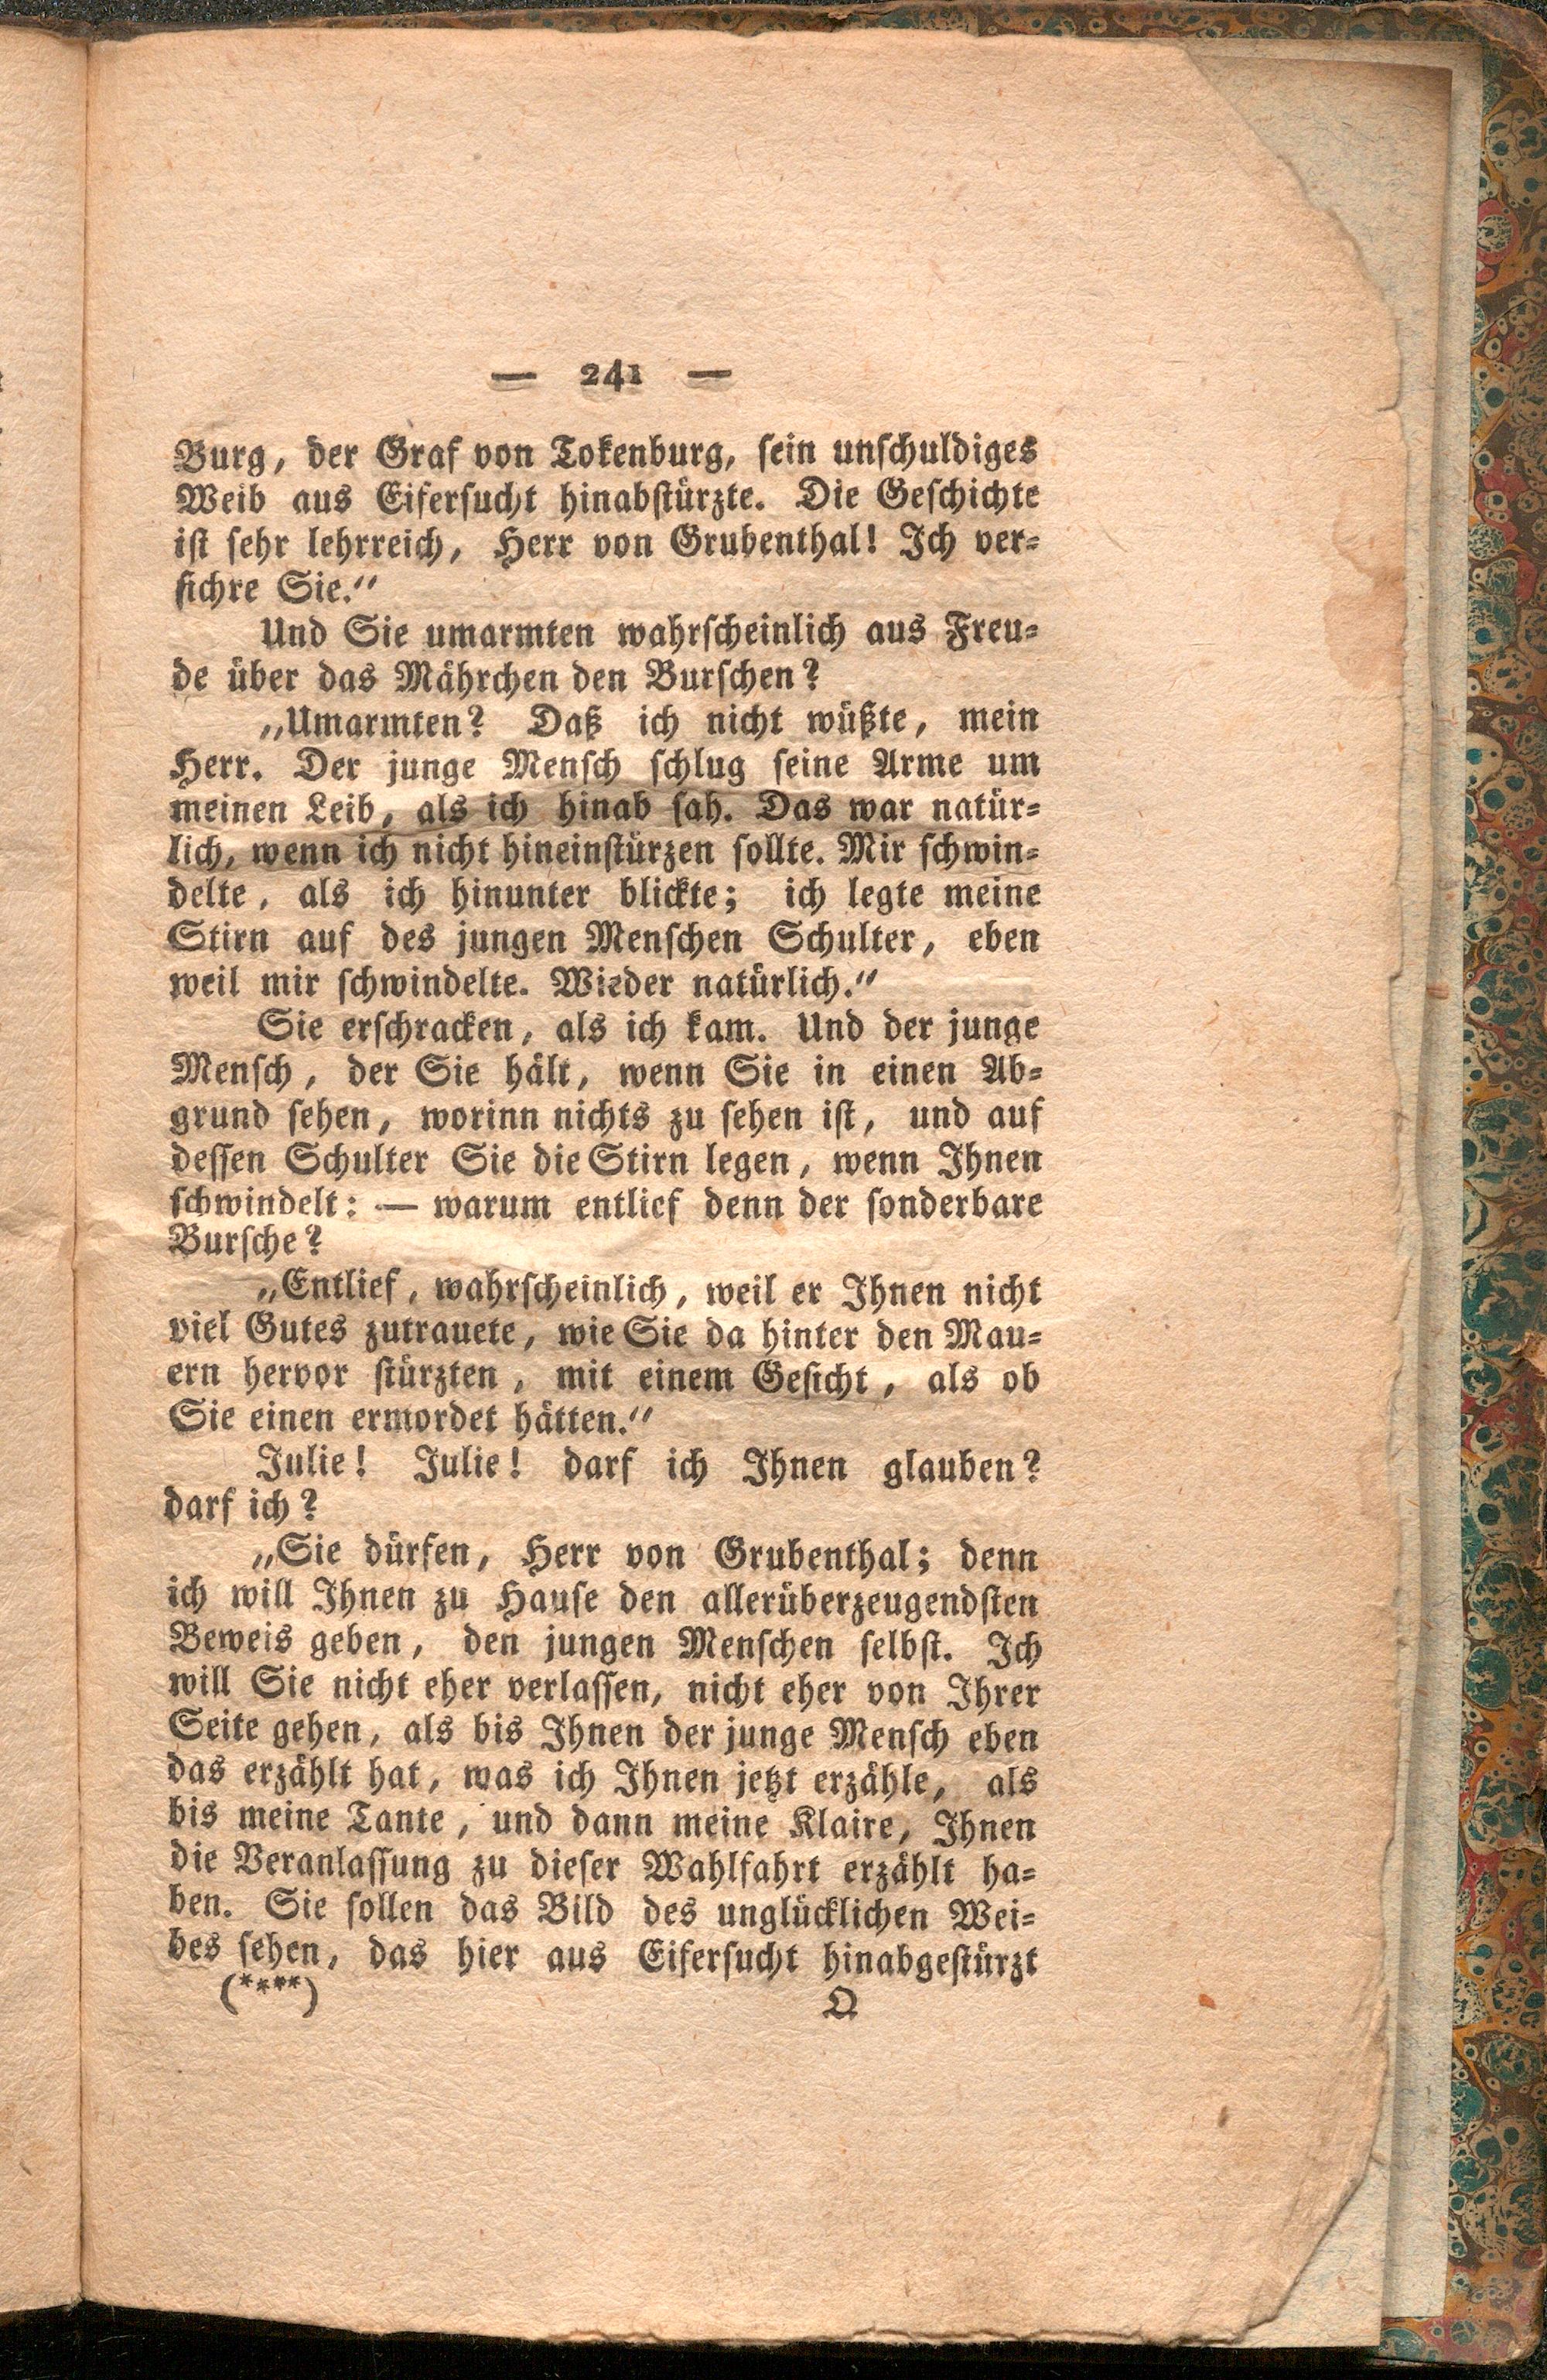 — 241 —
Burg, der Graf von Tokenburg, ſein unſchuldiges
Weib aus Eiferſucht hinabſtürzte. Die Geſchichte
iſt ſehr lehrreich, Herr von Grubenthal! Ich ver⸗
ſichre Sie.“
Und Sie umarmten wahrſcheinlich aus Freu⸗
de über das Mährchen den Burſchen?
„Umarmten? Daß ich nicht wüßte, mein
Herr. Der junge Menſch ſchlug ſeine Arme um
meinen Leib, als ich hinab ſah. Das war natür⸗
lich, wenn ich nicht hineinſtürzen ſollte. Mir ſchwin⸗
delte, als ich hinunter blickte; ich legte meine
Stirn auf des jungen Menſchen Schulter, eben
weil mir ſchwindelte. Wieder natürlich.“
Sie erſchracken, als ich kam. Und der junge
Menſch, der Sie hält, wenn Sie in einen Ab⸗
grund ſehen, worinn nichts zu ſehen iſt, und auf
deſſen Schulter Sie die Stirn legen, wenn Ihnen
ſchwindelt: — warum entlief denn der ſonderbare
Burſche?
„Entlief, wahrſcheinlich, weil er Ihnen nicht
viel Gutes zutrauete, wie Sie da hinter den Mau⸗
ern hervor ſtürzten, mit einem Geſicht, als ob
Sie einen ermordet hätten.“
Julie! Julie! darf ich Ihnen glauben?
darf ich?
„Sie dürfen, Herr von Grubenthal; denn
ich will Ihnen zu Hauſe den allerüberzeugendſten
Beweis geben, den jungen Menſchen ſelbſt. Ich
will Sie nicht eher verlaſſen, nicht eher von Ihrer
Seite gehen, als bis Ihnen der junge Menſch eben
das erzählt hat, was ich Ihnen jetzt erzähle, als
bis meine Tante, und dann meine Klaire, Ihnen
die Veranlaſſung zu dieſer Wahlfahrt erzählt ha⸗
ben. Sie ſollen das Bild des unglücklichen Wei⸗
bes ſehen, das hier aus Eiferſucht hinabgeſtürzt
(****) Q